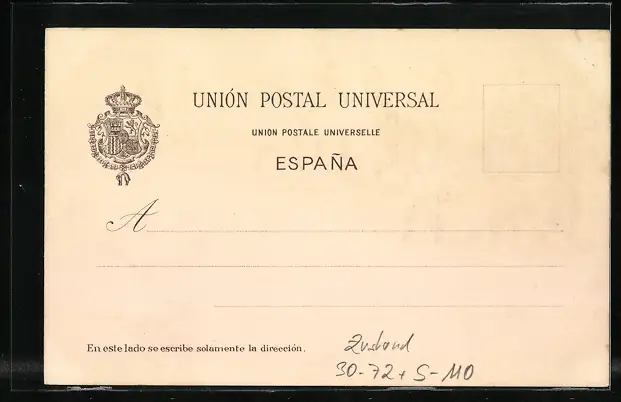 UNIÓN POSTAL UNIVERSAL
UNION POSTALE UNIVERSELLE
ESPAÑA
A
En este lado se escribe solamente la dirección.
Zustand
30-72 + S-110